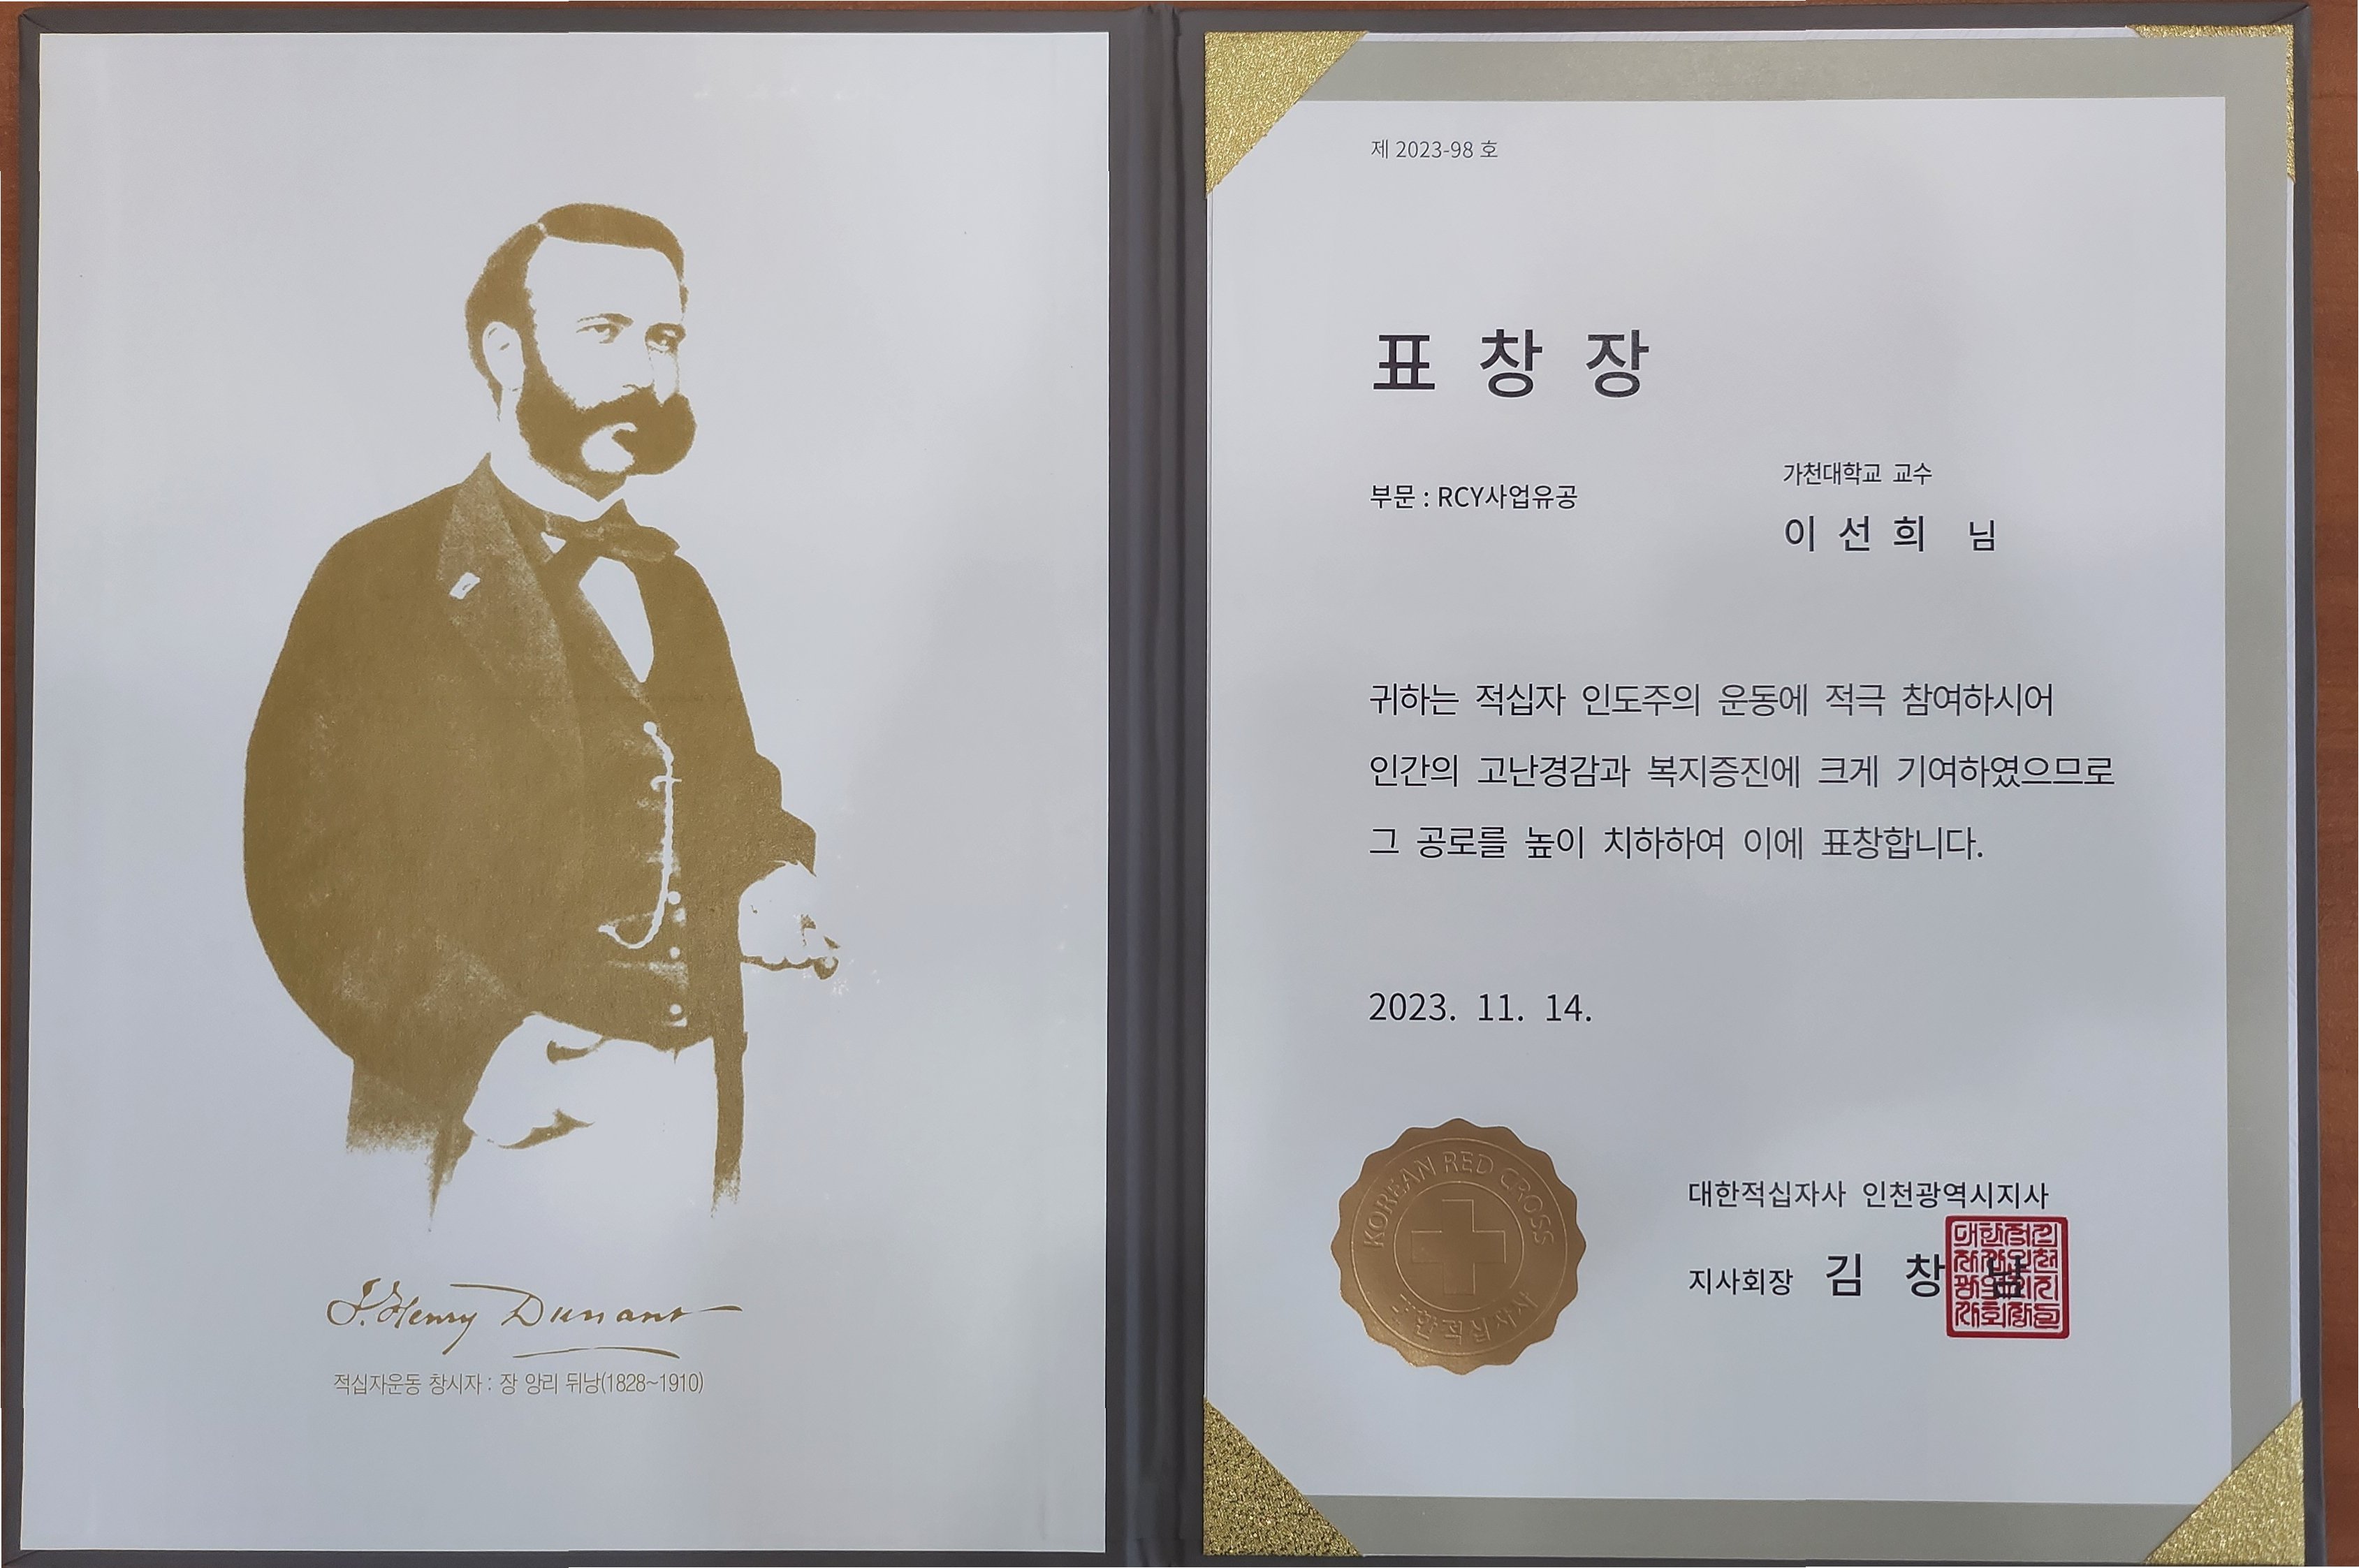 J. Henry Dunant
적십자운동 창시자 : 장 앙리 뒤낭(1828~1910)
제 2023-98 호
표 창 장
부문 : RCY사업유공
가천대학교 교수
이 선 희 님
귀하는 적십자 인도주의 운동에 적극 참여하시어
인간의 고난경감과 복지증진에 크게 기여하였으므로
그 공로를 높이 치하하여 이에 표창합니다.
2023. 11. 14.
KOREAN RED CROSS
대한적십자사
대한적십자사 인천광역시지사
지사회장 김 창 남